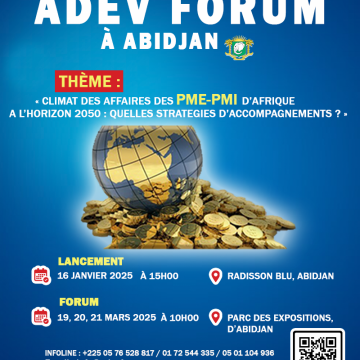 ADEV FORUM
À ABIDJAN
THÈME :
« CLIMAT DES AFFAIRES DES PME-PMI D'AFRIQUE
A L'HORIZON 2050 : QUELLES STRATEGIES D'ACCOMPAGNEMENTS ? »
LANCEMENT
16 JANVIER 2025 À 15H00
RADISSON BLU, ABIDJAN
FORUM
19, 20, 21 MARS 2025 À 10H00
PARC DES EXPOSITIONS,
D'ABIDJAN
INFOLINE : +225 05 76 528 817 / 01 72 544 335 / 05 01 104 936